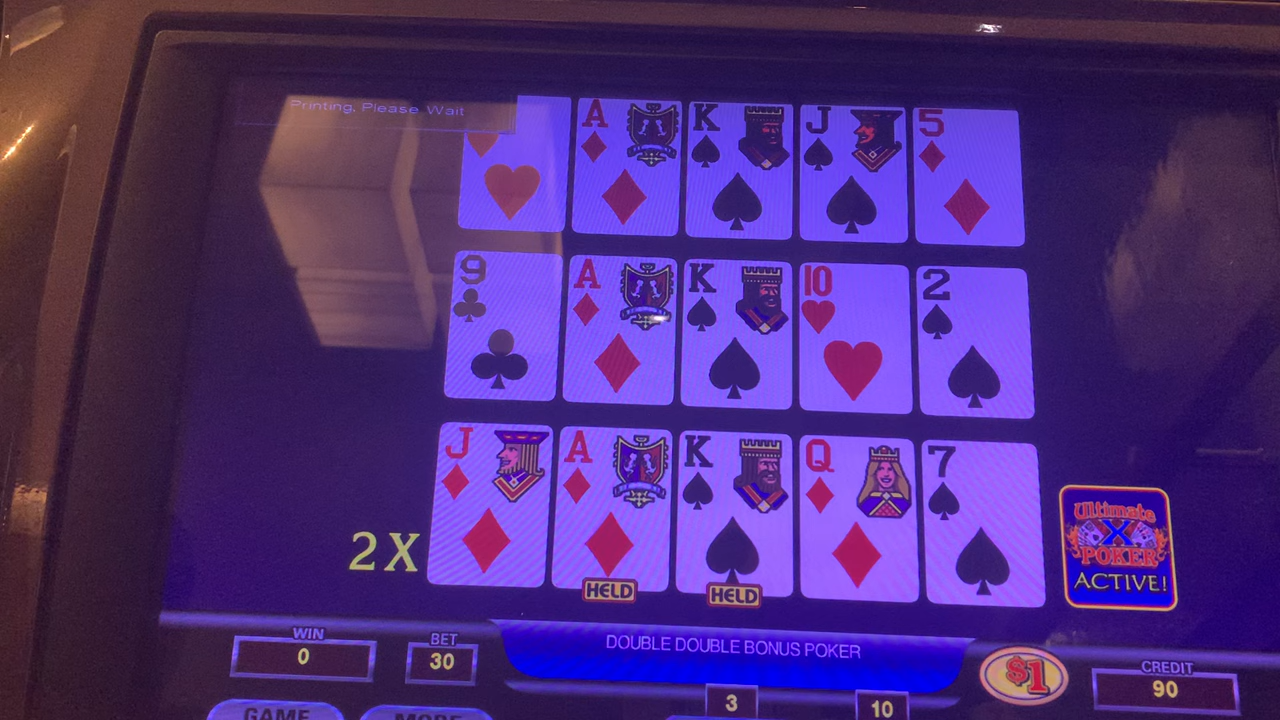 Printing, Please Wait
A K J 5
9 A K 10 2
J A K Q 7
2X
HELD HELD
Ultimate
X
POKER
ACTIVE!
WIN
0
BET
30
DOUBLE DOUBLE BONUS POKER
$1
CREDIT
90
3
10
GAME
MORE